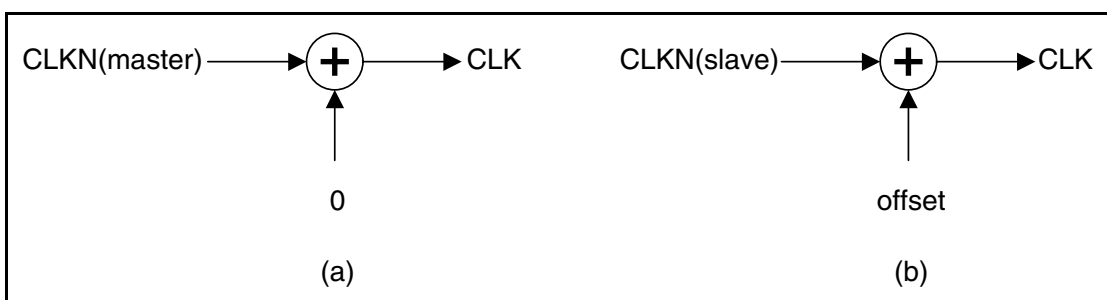 CLKN(master) + CLK
0
(a)
CLKN(slave) + CLK
offset
(b)